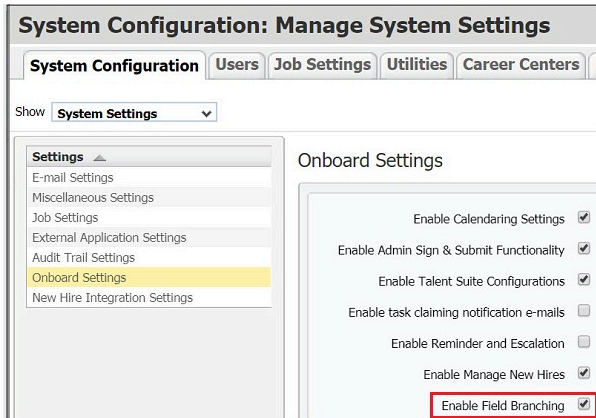 System Configuration: Manage System Settings
System Configuration Users Job Settings Utilities Career Centers
Show System Settings
Settings
E-mail Settings
Miscellaneous Settings
Job Settings
External Application Settings
Audit Trail Settings
Onboard Settings
New Hire Integration Settings
Onboard Settings
Enable Calendaring Settings
Enable Admin Sign & Submit Functionality
Enable Talent Suite Configurations
Enable task claiming notification e-mails
Enable Reminder and Escalation
Enable Manage New Hires
Enable Field Branching